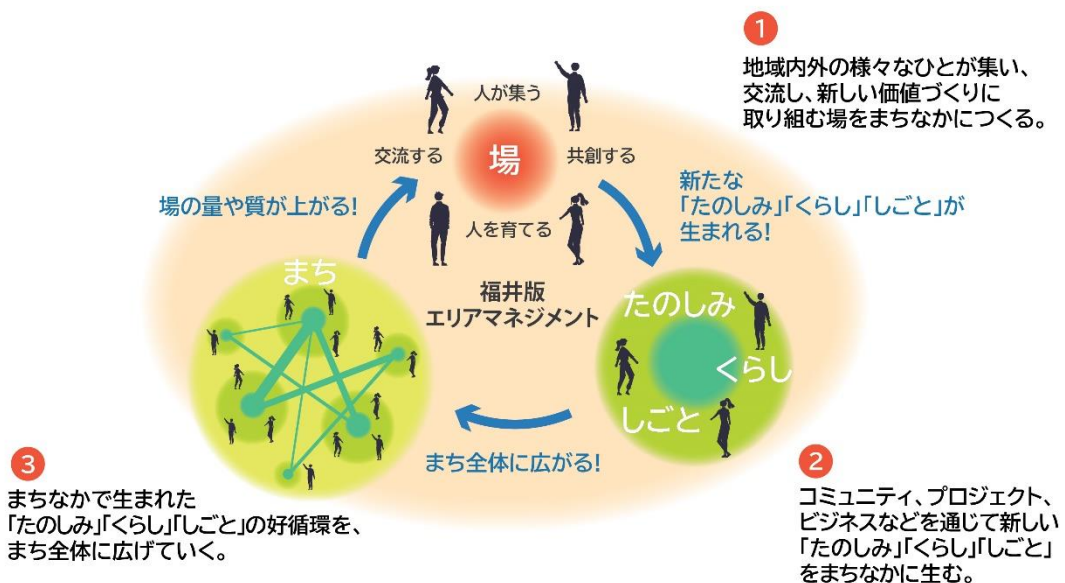 1
地域内外の様々なひとが集い、
交流し、新しい価値づくりに
取り組む場をまちなかにつくる。
人が集う
交流する
場
共創する
人を育てる
場の量や質が上がる!
新たな
「たのしみ」「くらし」「しごと」が
生まれる!
まち
福井版
エリアマネジメント
たのしみ
くらし
しごと
まち全体に広がる!
2
コミュニティ、プロジェクト、
ビジネスなどを通じて新しい
「たのしみ」「くらし」「しごと」
をまちなかに生む。
3
まちなかで生まれた
「たのしみ」「くらし」「しごと」の好循環を、
まち全体に広げていく。